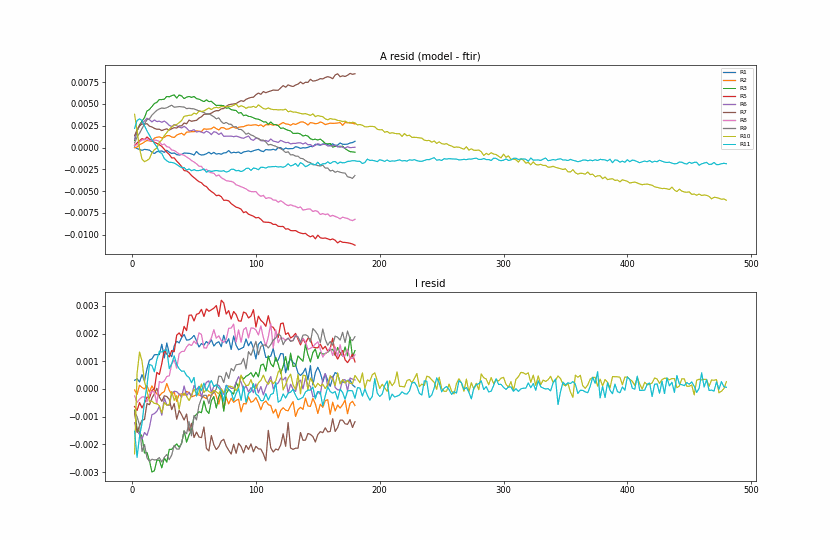 A resid (model - ftir)
0.0075
0.0050
0.0025
0.0000
−0.0025
−0.0050
−0.0075
−0.0100
0 100 200 300 400 500
R1
R2
R3
R5
R6
R7
R8
R9
R10
R11
I resid
0.003
0.002
0.001
0.000
−0.001
−0.002
−0.003
0 100 200 300 400 500